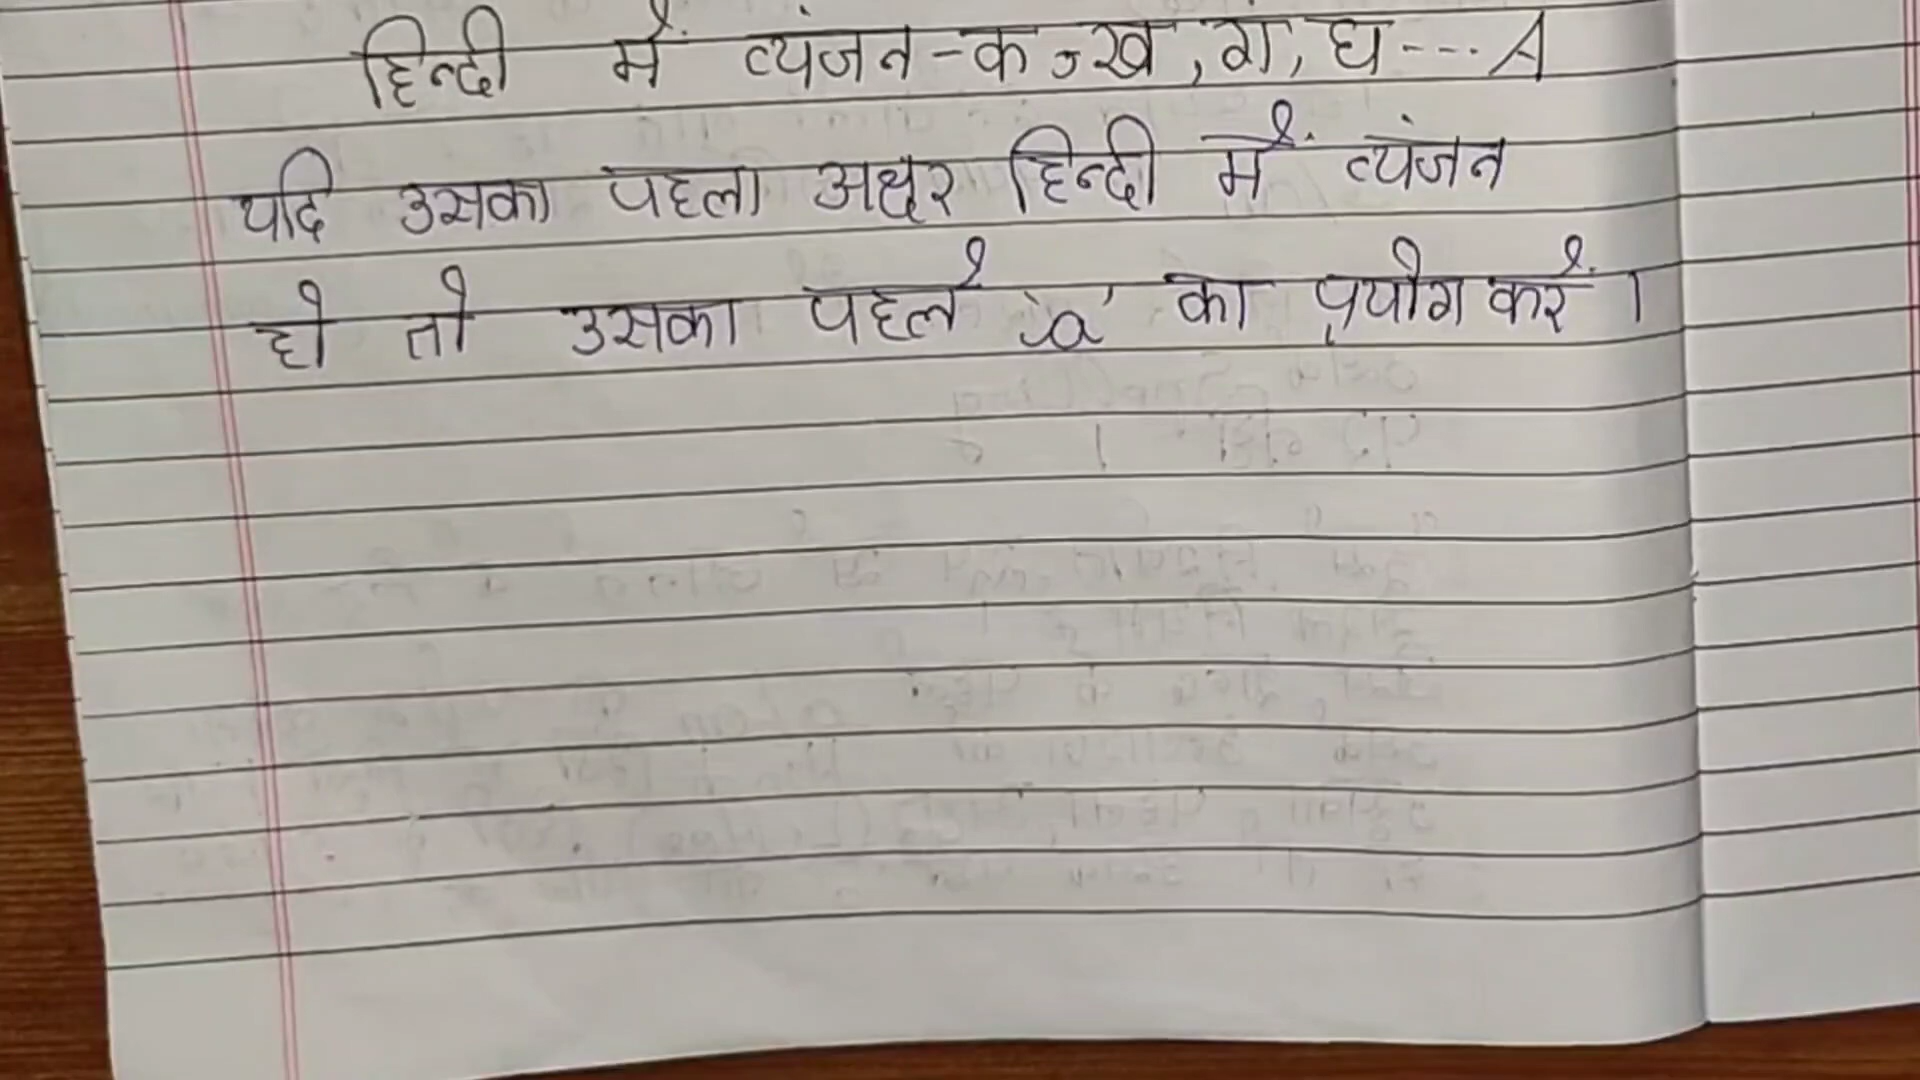 हिन्दी में व्यंजन - क, ख, ग, घ --- A
यदि उसका पहला अक्षर हिन्दी में व्यंजन
हो तो उसका पहले 'a' का प्रयोग करें ।